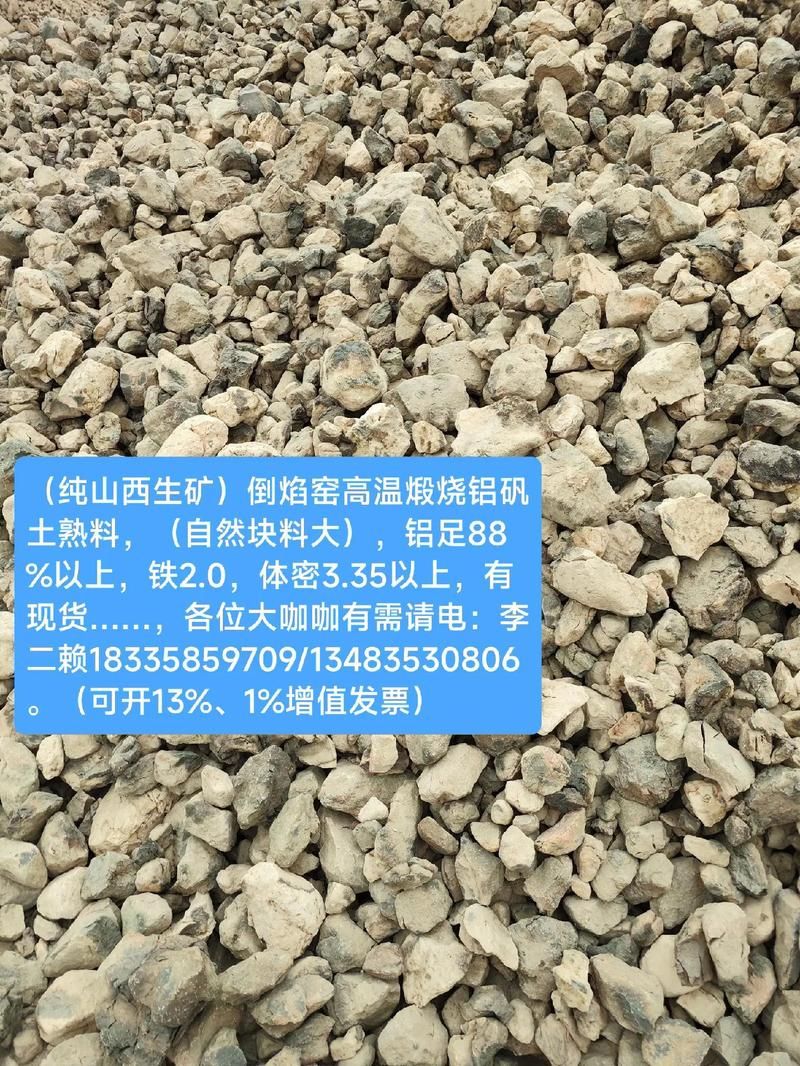 （纯山西生矿）倒焰窑高温煅烧铝矾
土熟料，（自然块料大），铝足88
%以上，铁2.0，体密3.35以上，有
现货......，各位大咖咖有需请电：李
二赖18335859709/13483530806
。（可开13%、1%增值发票）